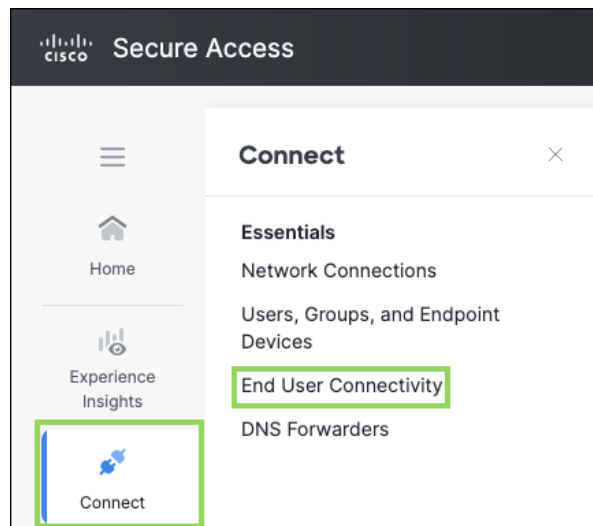 cisco Secure Access
Connect
Home
Experience
Insights
Connect
Essentials
Network Connections
Users, Groups, and Endpoint
Devices
End User Connectivity
DNS Forwarders